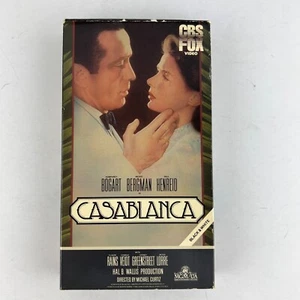 CBS
FOX
VIDEO
BOGART BERGMAN HENREID
CASABLANCA
BLACK & WHITE
RAINS VEIDT GREENSTREET LORRE
HAL B. WALLIS PRODUCTION
DIRECTED BY MICHAEL CURTIZ